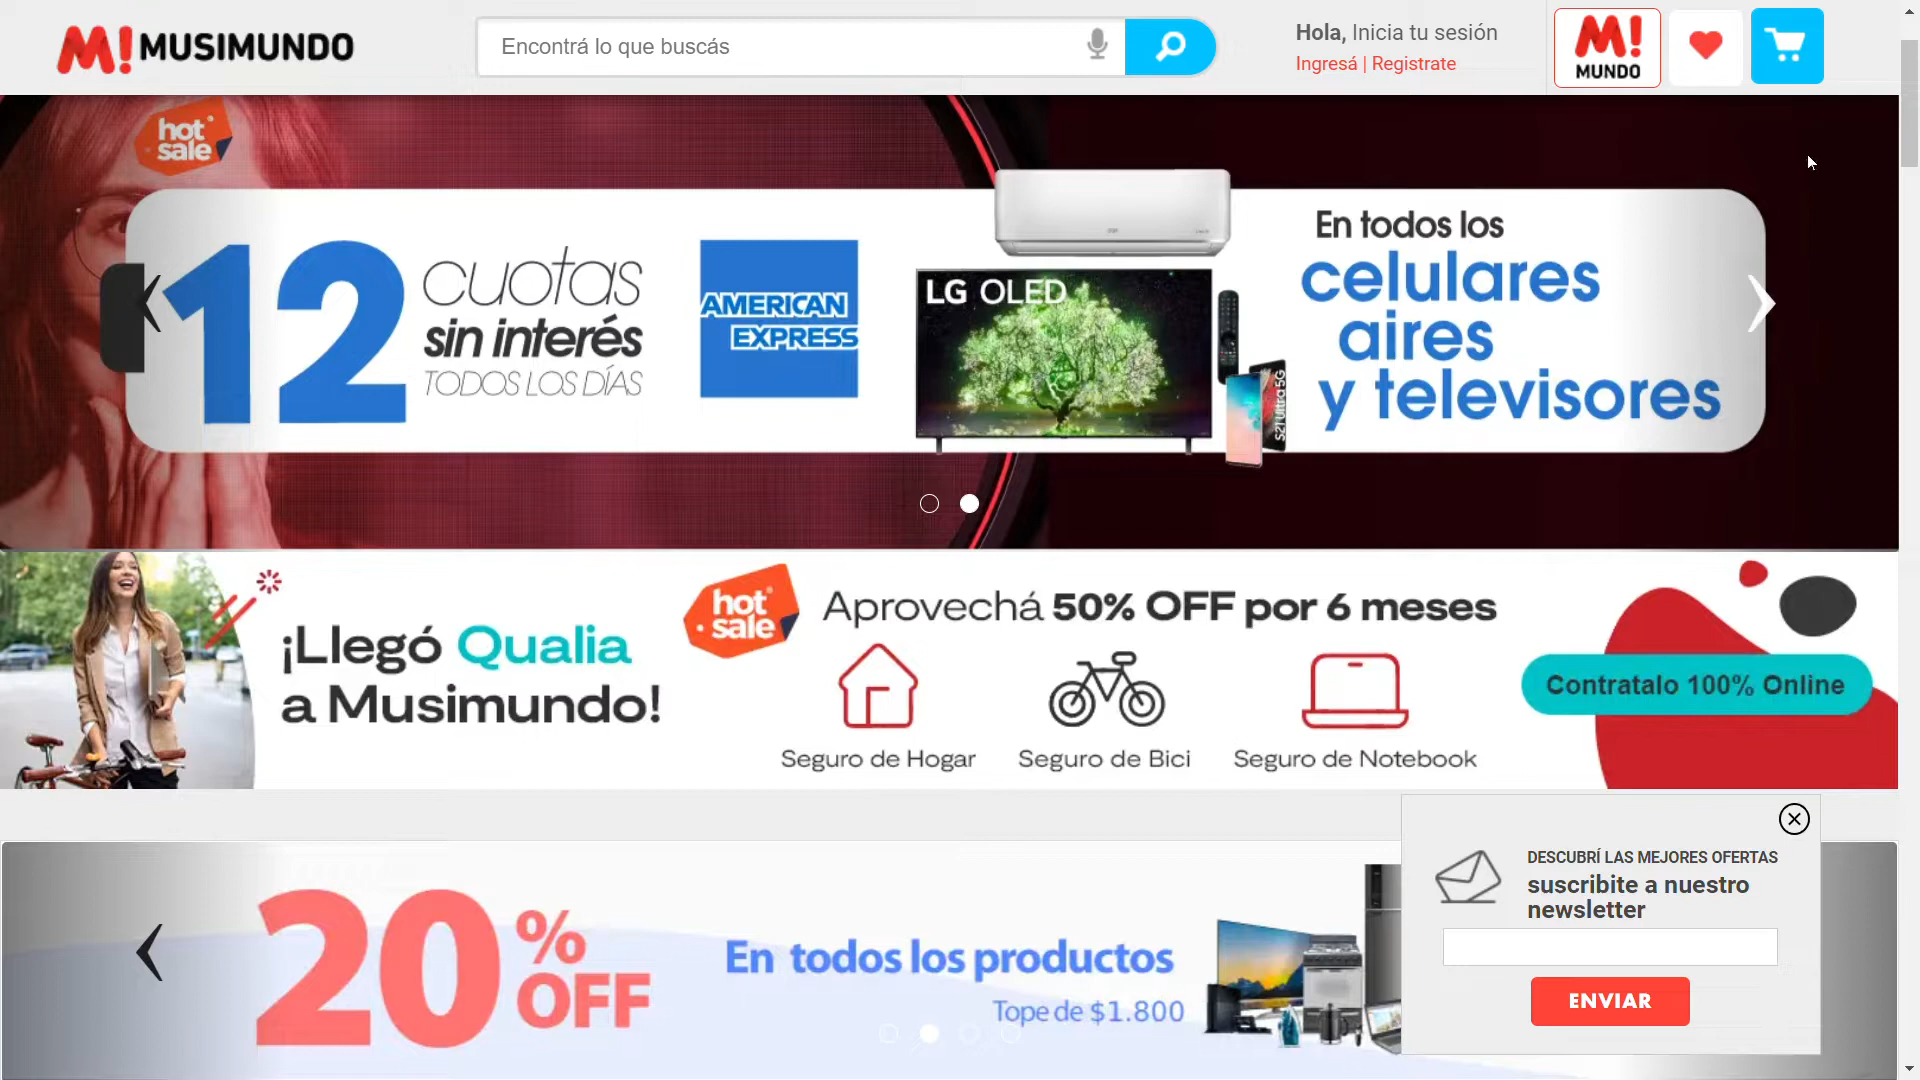 M! MUSIMUNDO
Encontrá lo que buscás
Hola, Inicia tu sesión
Ingresá | Registrate
M!
MUNDO
hot
sale
12
cuotas
sin interés
TODOS LOS DÍAS
AMERICAN
EXPRESS
LG OLED
S21 Ultra 5G
En todos los
celulares
aires
y televisores
¡Llegó Qualia
a Musimundo!
hot
sale
Aprovechá 50% OFF por 6 meses
Seguro de Hogar
Seguro de Bici
Seguro de Notebook
Contratalo 100% Online
20% OFF
En todos los productos
Tope de $1.800
DESCUBRÍ LAS MEJORES OFERTAS
suscribite a nuestro
newsletter
ENVIAR